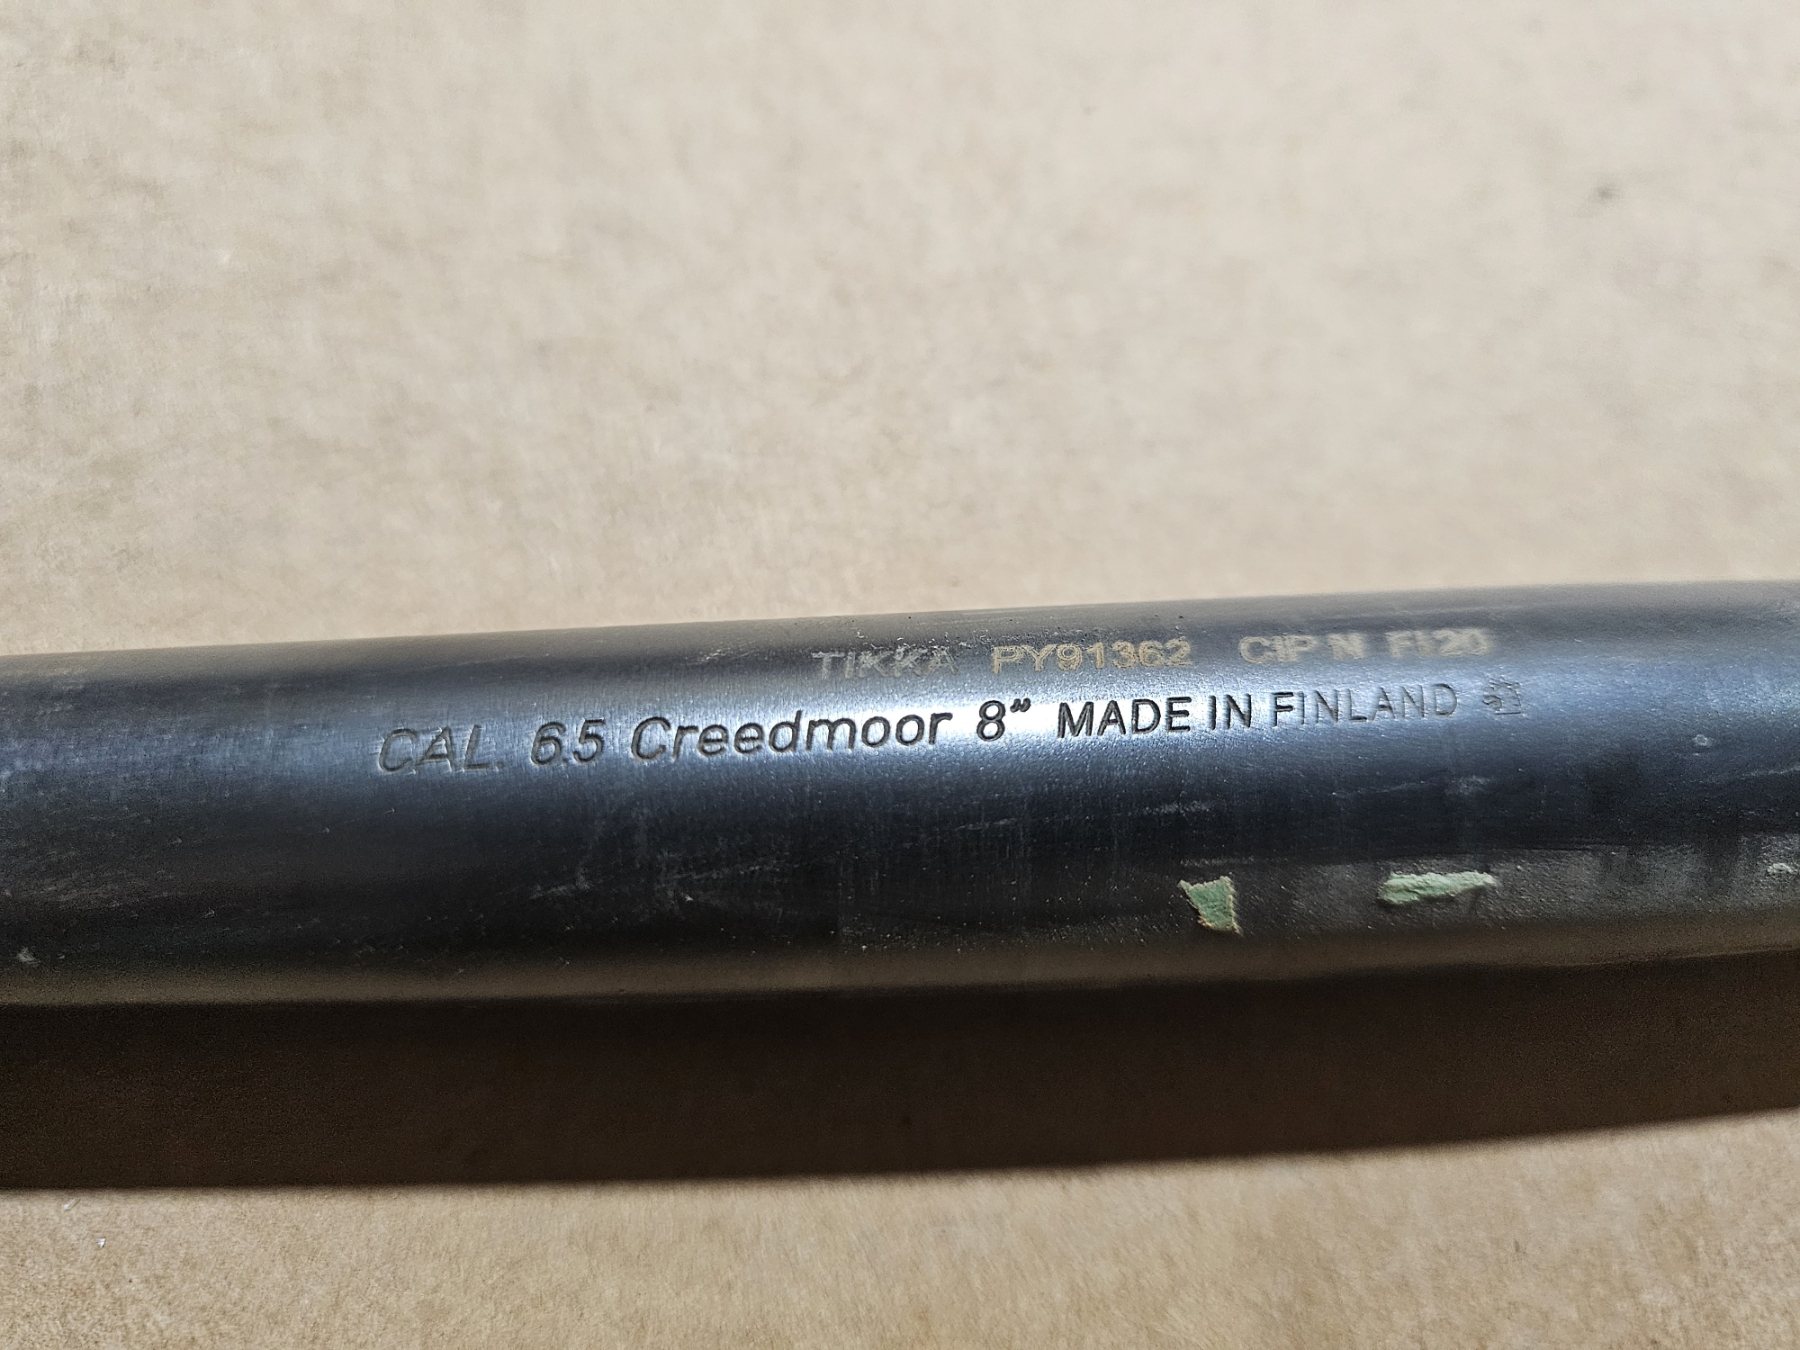 TIKKA PY91362 CIP N FI20
CAL. 6.5 Creedmoor 8" MADE IN FINLAND